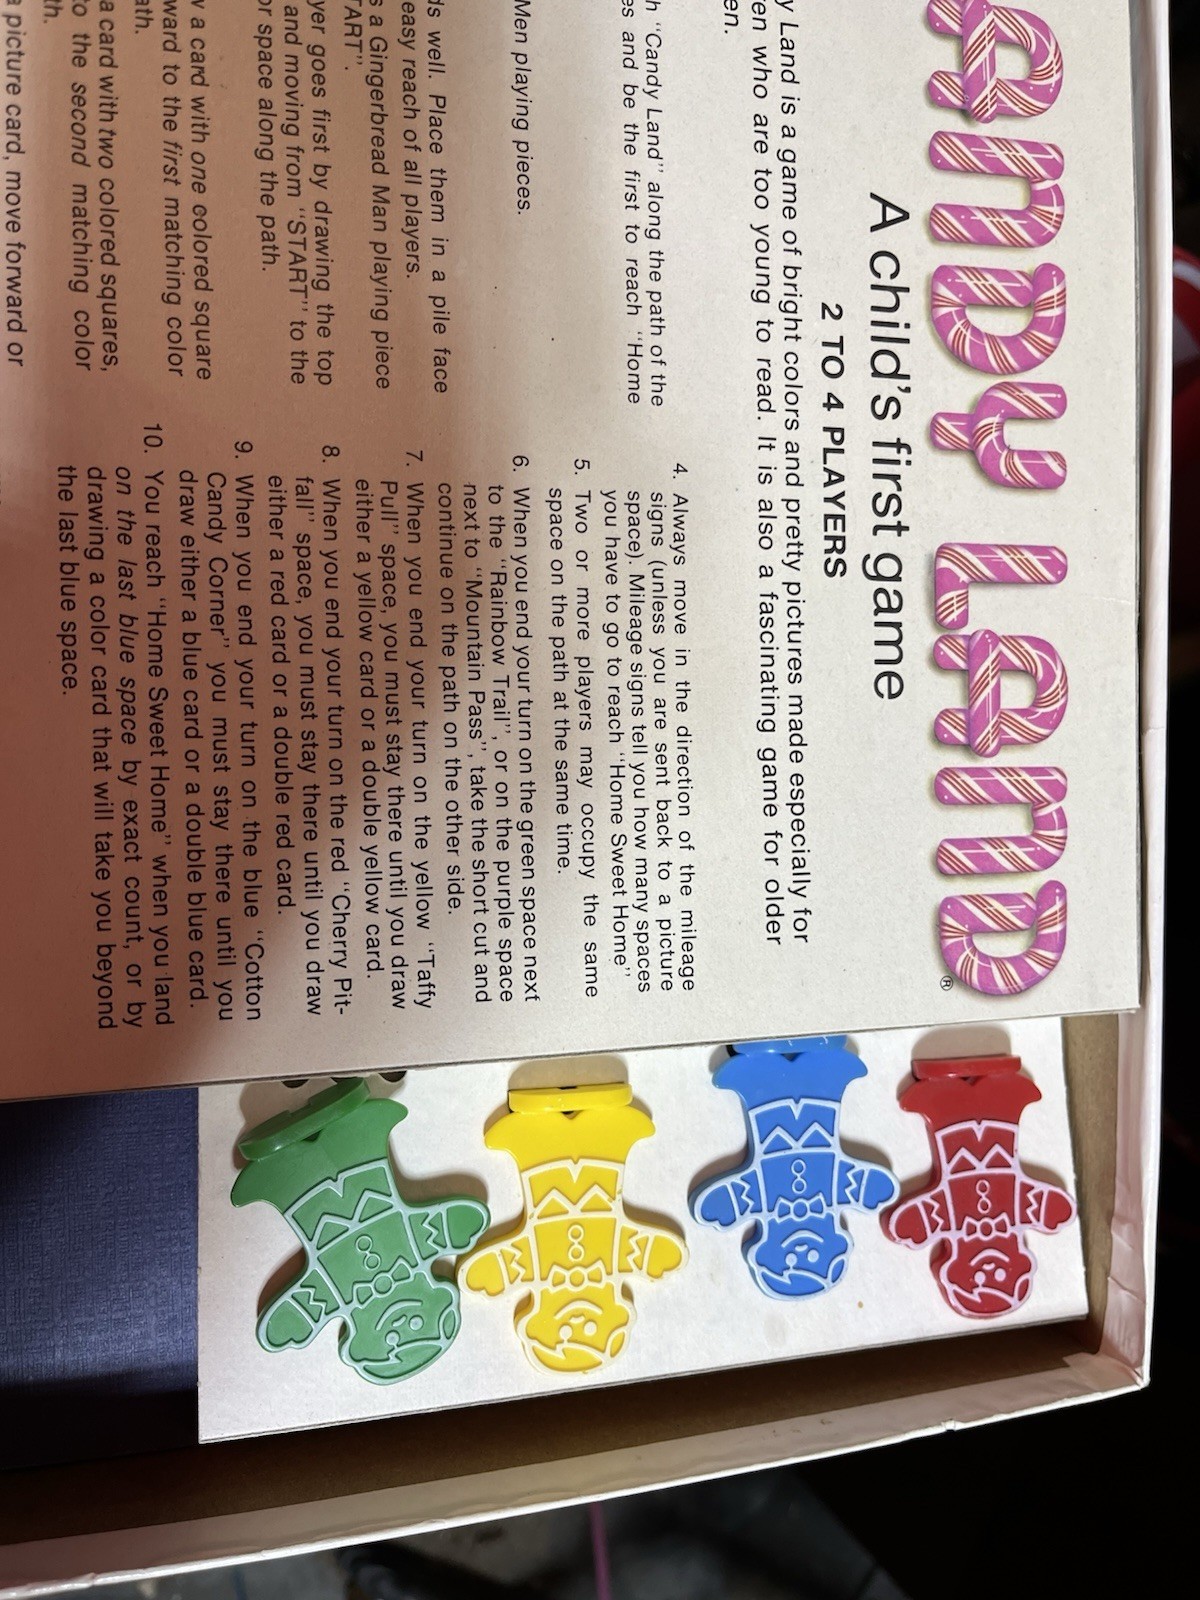 ANDY LAND®
A child's first game
2 TO 4 PLAYERS
y Land is a game of bright colors and pretty pictures made especially for
en who are too young to read. It is also a fascinating game for older
en.
h "Candy Land" along the path of the
es and be the first to reach "Home
Men playing pieces.
ds well. Place them in a pile face
easy reach of all players.
s a Gingerbread Man playing piece
TART".
yer goes first by drawing the top
and moving from "START" to the
or space along the path.
w a card with one colored square
ward to the first matching color
ath.
a card with two colored squares,
to the second matching color
th.
a picture card, move forward or
4. Always move in the direction of the mileage
signs (unless you are sent back to a picture
space). Mileage signs tell you how many spaces
you have to go to reach "Home Sweet Home"
5. Two or more players may occupy the same
space on the path at the same time.
6. When you end your turn on the green space next
to the "Rainbow Trail", or on the purple space
next to "Mountain Pass", take the short cut and
continue on the path on the other side.
7. When you end your turn on the yellow "Taffy
Pull" space, you must stay there until you draw
either a yellow card or a double yellow card.
8. When you end your turn on the red "Cherry Pit-
fall" space, you must stay there until you draw
either a red card or a double red card.
9. When you end your turn on the blue "Cotton
Candy Corner" you must stay there until you
draw either a blue card or a double blue card.
10. You reach "Home Sweet Home" when you land
on the last blue space by exact count, or by
drawing a color card that will take you beyond
the last blue space.